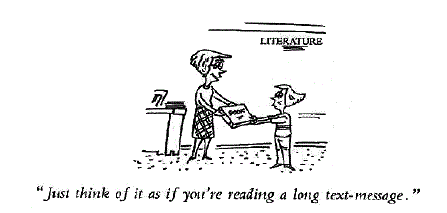 LITERATURE
"Just think of it as if you're reading a long text-message."